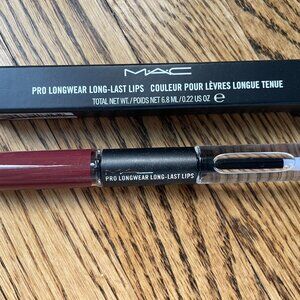 M·A·C
PRO LONGWEAR LONG-LAST LIPS COULEUR POUR LÈVRES LONGUE TENUE
TOTAL NET WT./POIDS NET 6.8 ML/0.22 US OZ ℮
PRO LONGWEAR LONG-LAST LIPS